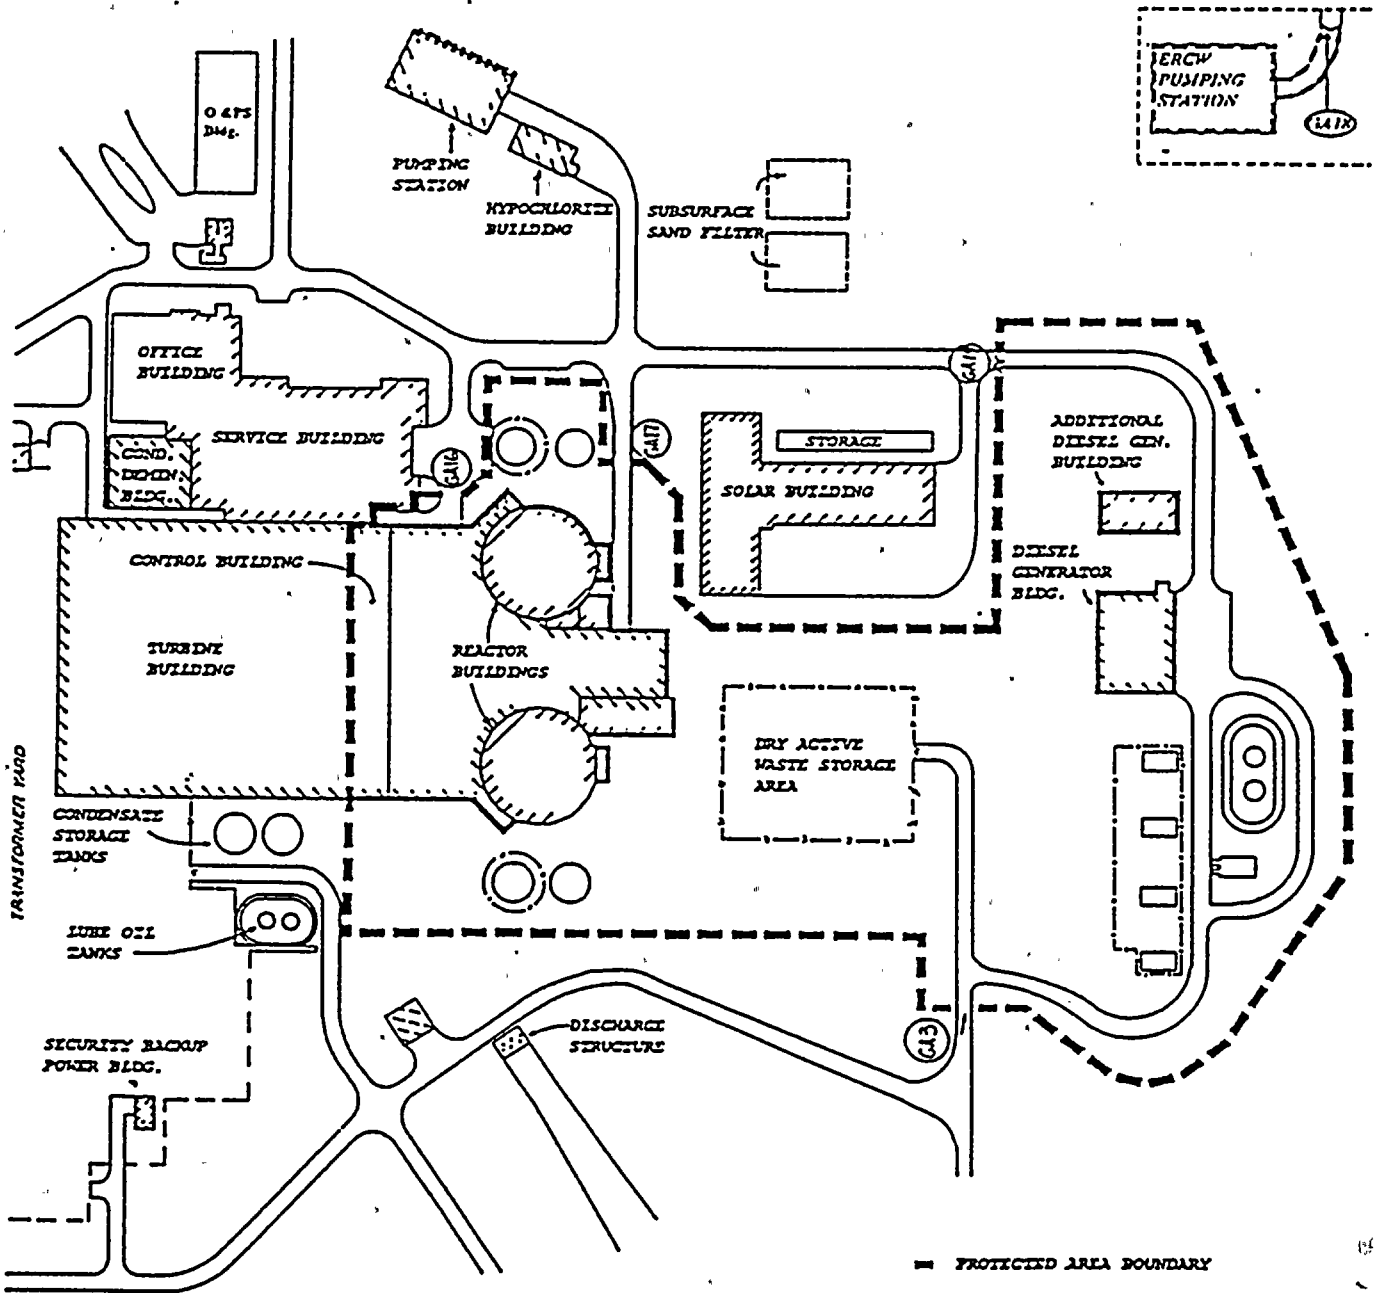 ERCW
PUMPING
STATION
O &PS
Bldg.
PUMPING
STATION
HYPOCHLORITE
BUILDING
SUBSURFACE
SAND FILTER
OFFICE
BUILDING
SERVICE BUILDING
COND.
DEMIN.
BLDG.
GA16
GA17
STORAGE
SOLAR BUILDING
ADDITIONAL
DIESEL GEN.
BUILDING
DIESEL
GENERATOR
BLDG.
CONTROL BUILDING
TURBINE
BUILDING
REACTOR
BUILDINGS
DRY ACTIVE
WASTE STORAGE
AREA
TRANSFORMER YARD
CONDENSATE
STORAGE
TANKS
LUBE OIL
TANKS
SECURITY BACKUP
POWER BLDG.
DISCHARGE
STRUCTURE
GA3
PROTECTED AREA BOUNDARY